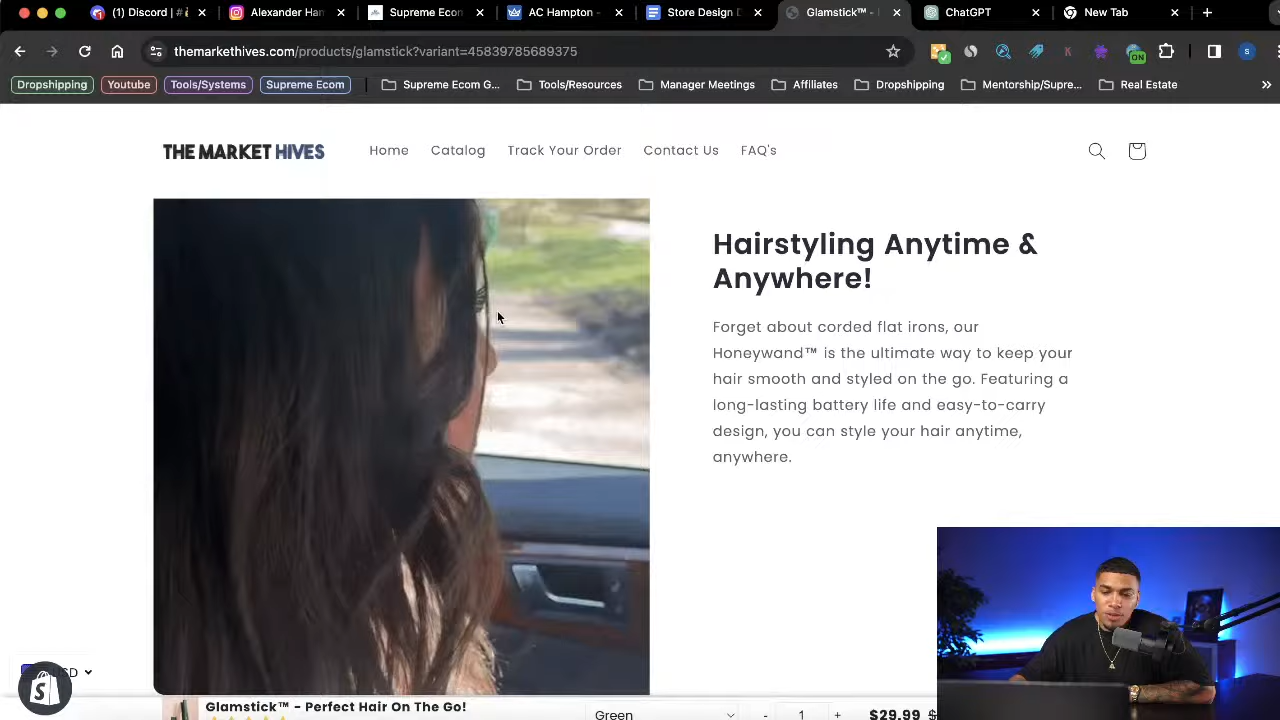 (1) Discord | #
Alexander Ham
Supreme Ecom
AC Hampton -
Store Design D
Glamstick™ -
ChatGPT
New Tab
themarkethives.com/products/glamstick?variant=45839785689375
ON
S
Dropshipping
Youtube
Tools/Systems
Supreme Ecom
Supreme Ecom G...
Tools/Resources
Manager Meetings
Affiliates
Dropshipping
Mentorship/Supre...
Real Estate
THE MARKET HIVES
Home
Catalog
Track Your Order
Contact Us
FAQ's
Hairstyling Anytime &
Anywhere!
Forget about corded flat irons, our
Honeywand™ is the ultimate way to keep your
hair smooth and styled on the go. Featuring a
long-lasting battery life and easy-to-carry
design, you can style your hair anytime,
anywhere.
Glamstick™ - Perfect Hair On The Go!
Green
- 1 +
$29.99